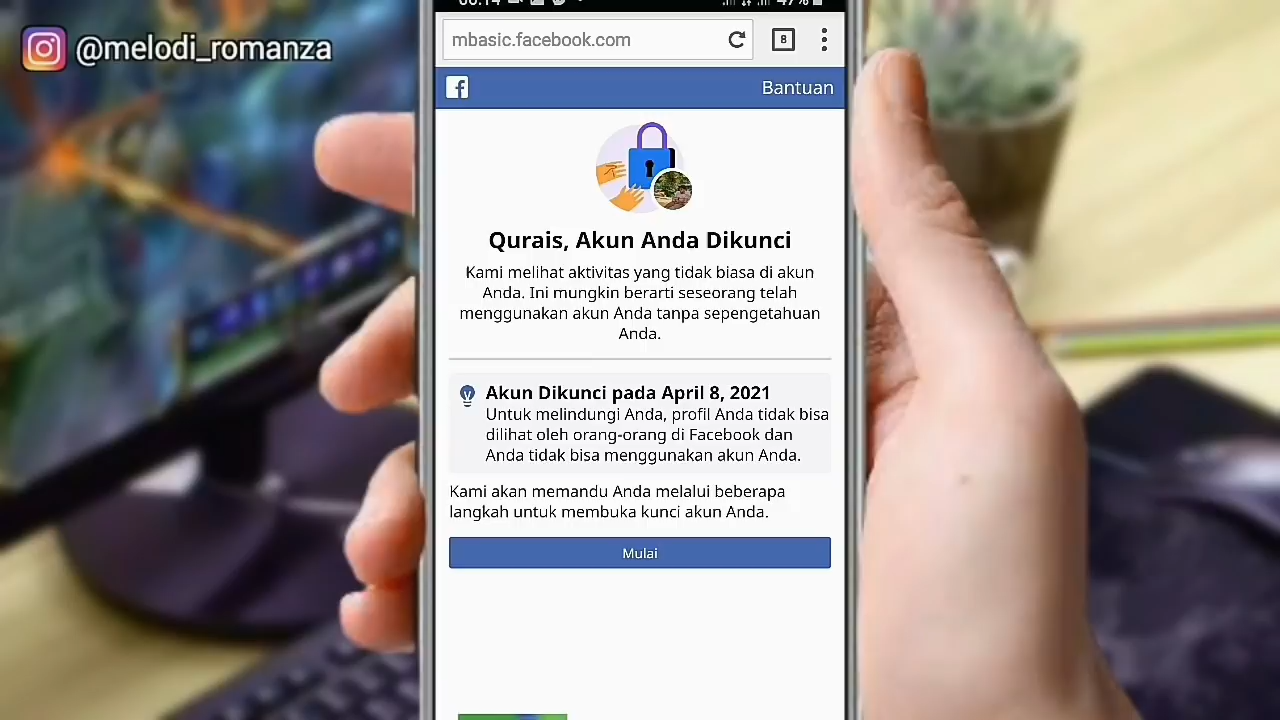 @melodi_romanza
mbasic.facebook.com
8
Bantuan
Qurais, Akun Anda Dikunci
Kami melihat aktivitas yang tidak biasa di akun
Anda. Ini mungkin berarti seseorang telah
menggunakan akun Anda tanpa sepengetahuan
Anda.
Akun Dikunci pada April 8, 2021
Untuk melindungi Anda, profil Anda tidak bisa
dilihat oleh orang-orang di Facebook dan
Anda tidak bisa menggunakan akun Anda.
Kami akan memandu Anda melalui beberapa
langkah untuk membuka kunci akun Anda.
Mulai